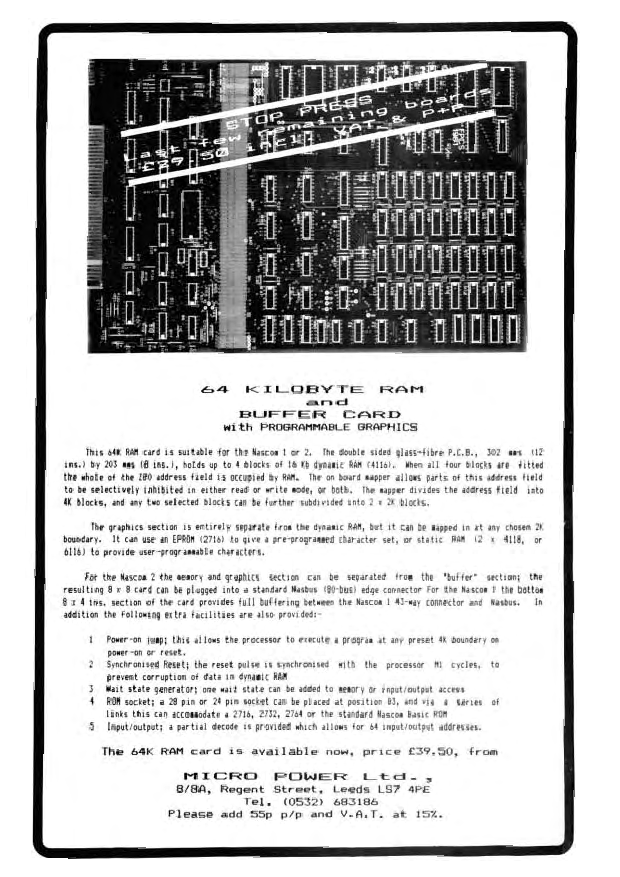 STOP PRESS
Last few remaining boards
£29.50 incl. VAT & P+P
64 KILOBYTE RAM
and
BUFFER CARD
with PROGRAMMABLE GRAPHICS
This 64K RAM card is suitable for the Nascom 1 or 2. The double sided glass-fibre P.C.B., 302 mms (12
ins.) by 203 mms (8 ins.), holds up to 4 blocks of 16 Kb dynamic RAM (4116). When all four blocks are fitted
the whole of the Z80 address field is occupied by RAM. The on board mapper allows parts of this address field
to be selectively inhibited in either read or write mode, or both. The mapper divides the address field into
4K blocks, and any two selected blocks can be further subdivided into 2 x 2K blocks.
The graphics section is entirely separate from the dynamic RAM, but it can be mapped in at any chosen 2K
boundary. It can use an EPROM (2716) to give a pre-programmed character set, or static RAM (2 x 4118, or
6116) to provide user-programmable characters.
For the Nascom 2 the memory and graphics section can be separated from the "buffer" section; the
resulting 8 x 8 card can be plugged into a standard Nasbus (80-bus) edge connector For the Nascom 1 the bottom
8 x 4 ins. section of the card provides full buffering between the Nascom 1 43-way connector and Nasbus. In
addition the following extra facilities are also provided:-
1 Power-on jump; this allows the processor to execute a program at any preset 4K boundary on
power-on or reset.
2 Synchronised Reset; the reset pulse is synchronised with the processor M1 cycles, to
prevent corruption of data in dynamic RAM
3 Wait state generator; one wait state can be added to memory or input/output access
4 ROM socket; a 28 pin or 24 pin socket can be placed at position B3, and via a series of
links this can accommodate a 2716, 2732, 2764 or the standard Nascom Basic ROM
5 Input/output; a partial decode is provided which allows for 64 input/output addresses.
The 64K RAM card is available now, price £39.50, from
MICRO POWER Ltd.,
8/8A, Regent Street, Leeds LS7 4PE
Tel. (0532) 683186
Please add 55p p/p and V.A.T. at 15%.